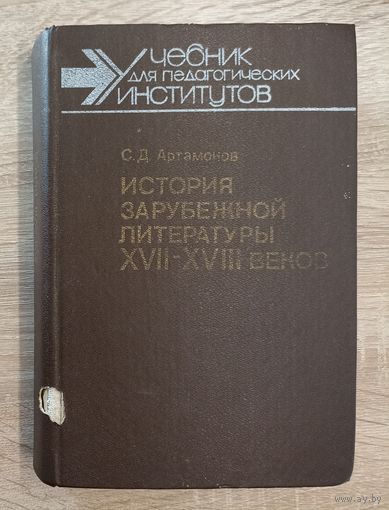 Учебник
для педагогических
институтов
С.Д. Артамонов
ИСТОРИЯ
ЗАРУБЕЖНОЙ
ЛИТЕРАТУРЫ
XVII-XVIII ВЕКОВ
www.ay.by